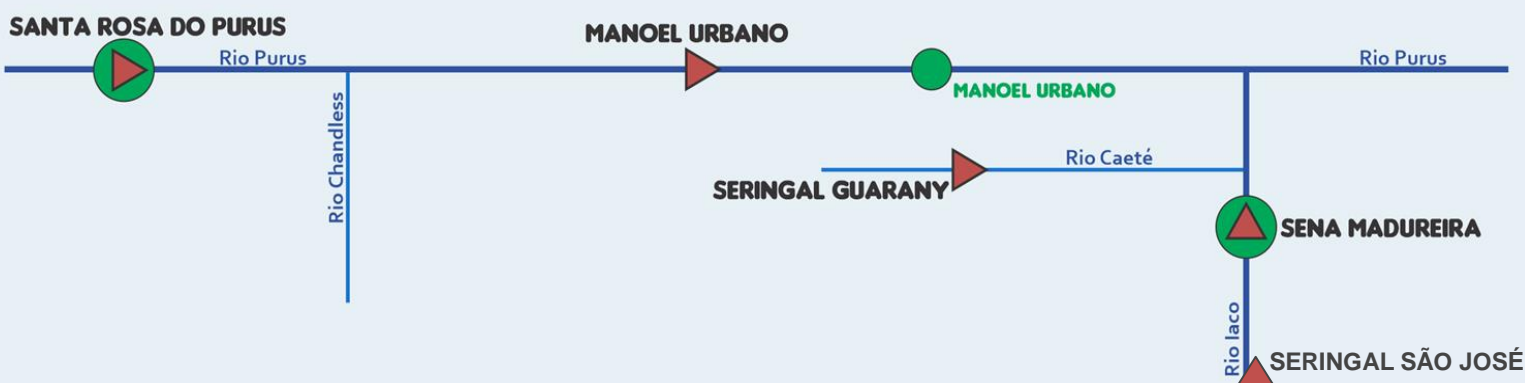 SANTA ROSA DO PURUS
Rio Purus
MANOEL URBANO
Rio Purus
MANOEL URBANO
Rio Chandless
Rio Caeté
SERINGAL GUARANY
SENA MADUREIRA
Rio Iaco
SERINGAL SÃO JOSÉ